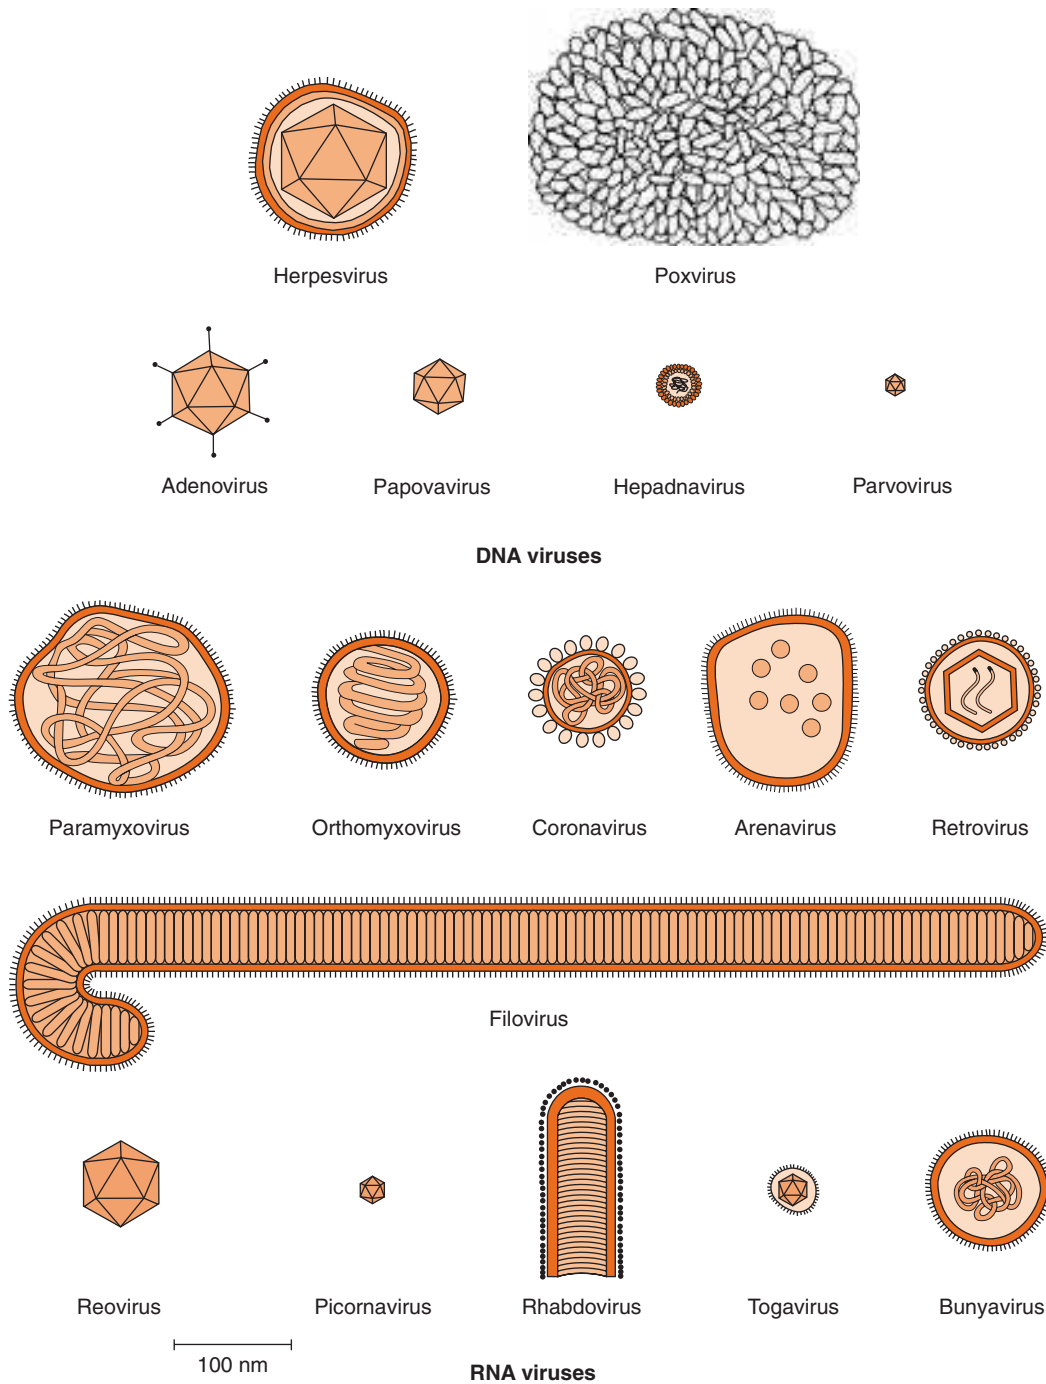 Herpesvirus
Poxvirus
Adenovirus
Papovavirus
Hepadnavirus
Parvovirus
DNA viruses
Paramyxovirus
Orthomyxovirus
Coronavirus
Arenavirus
Retrovirus
Filovirus
Reovirus
Picornavirus
Rhabdovirus
Togavirus
Bunyavirus
100 nm
RNA viruses